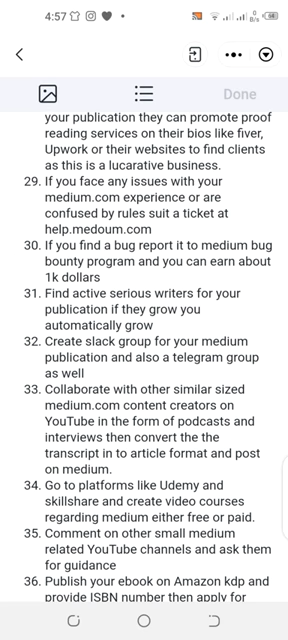 4:57
0
B/s
58
Done
your publication they can promote proof
reading services on their bios like fiver,
Upwork or their websites to find clients
as this is a lucarative business.
29. If you face any issues with your
medium.com experience or are
confused by rules suit a ticket at
help.medoum.com
30. If you find a bug report it to medium bug
bounty program and you can earn about
1k dollars
31. Find active serious writers for your
publication if they grow you
automatically grow
32. Create slack group for your medium
publication and also a telegram group
as well
33. Collaborate with other similar sized
medium.com content creators on
YouTube in the form of podcasts and
interviews then convert the the
transcript in to article format and post
on medium.
34. Go to platforms like Udemy and
skillshare and create video courses
regarding medium either free or paid.
35. Comment on other small medium
related YouTube channels and ask them
for guidance
36. Publish your ebook on Amazon kdp and
provide ISBN number then apply for